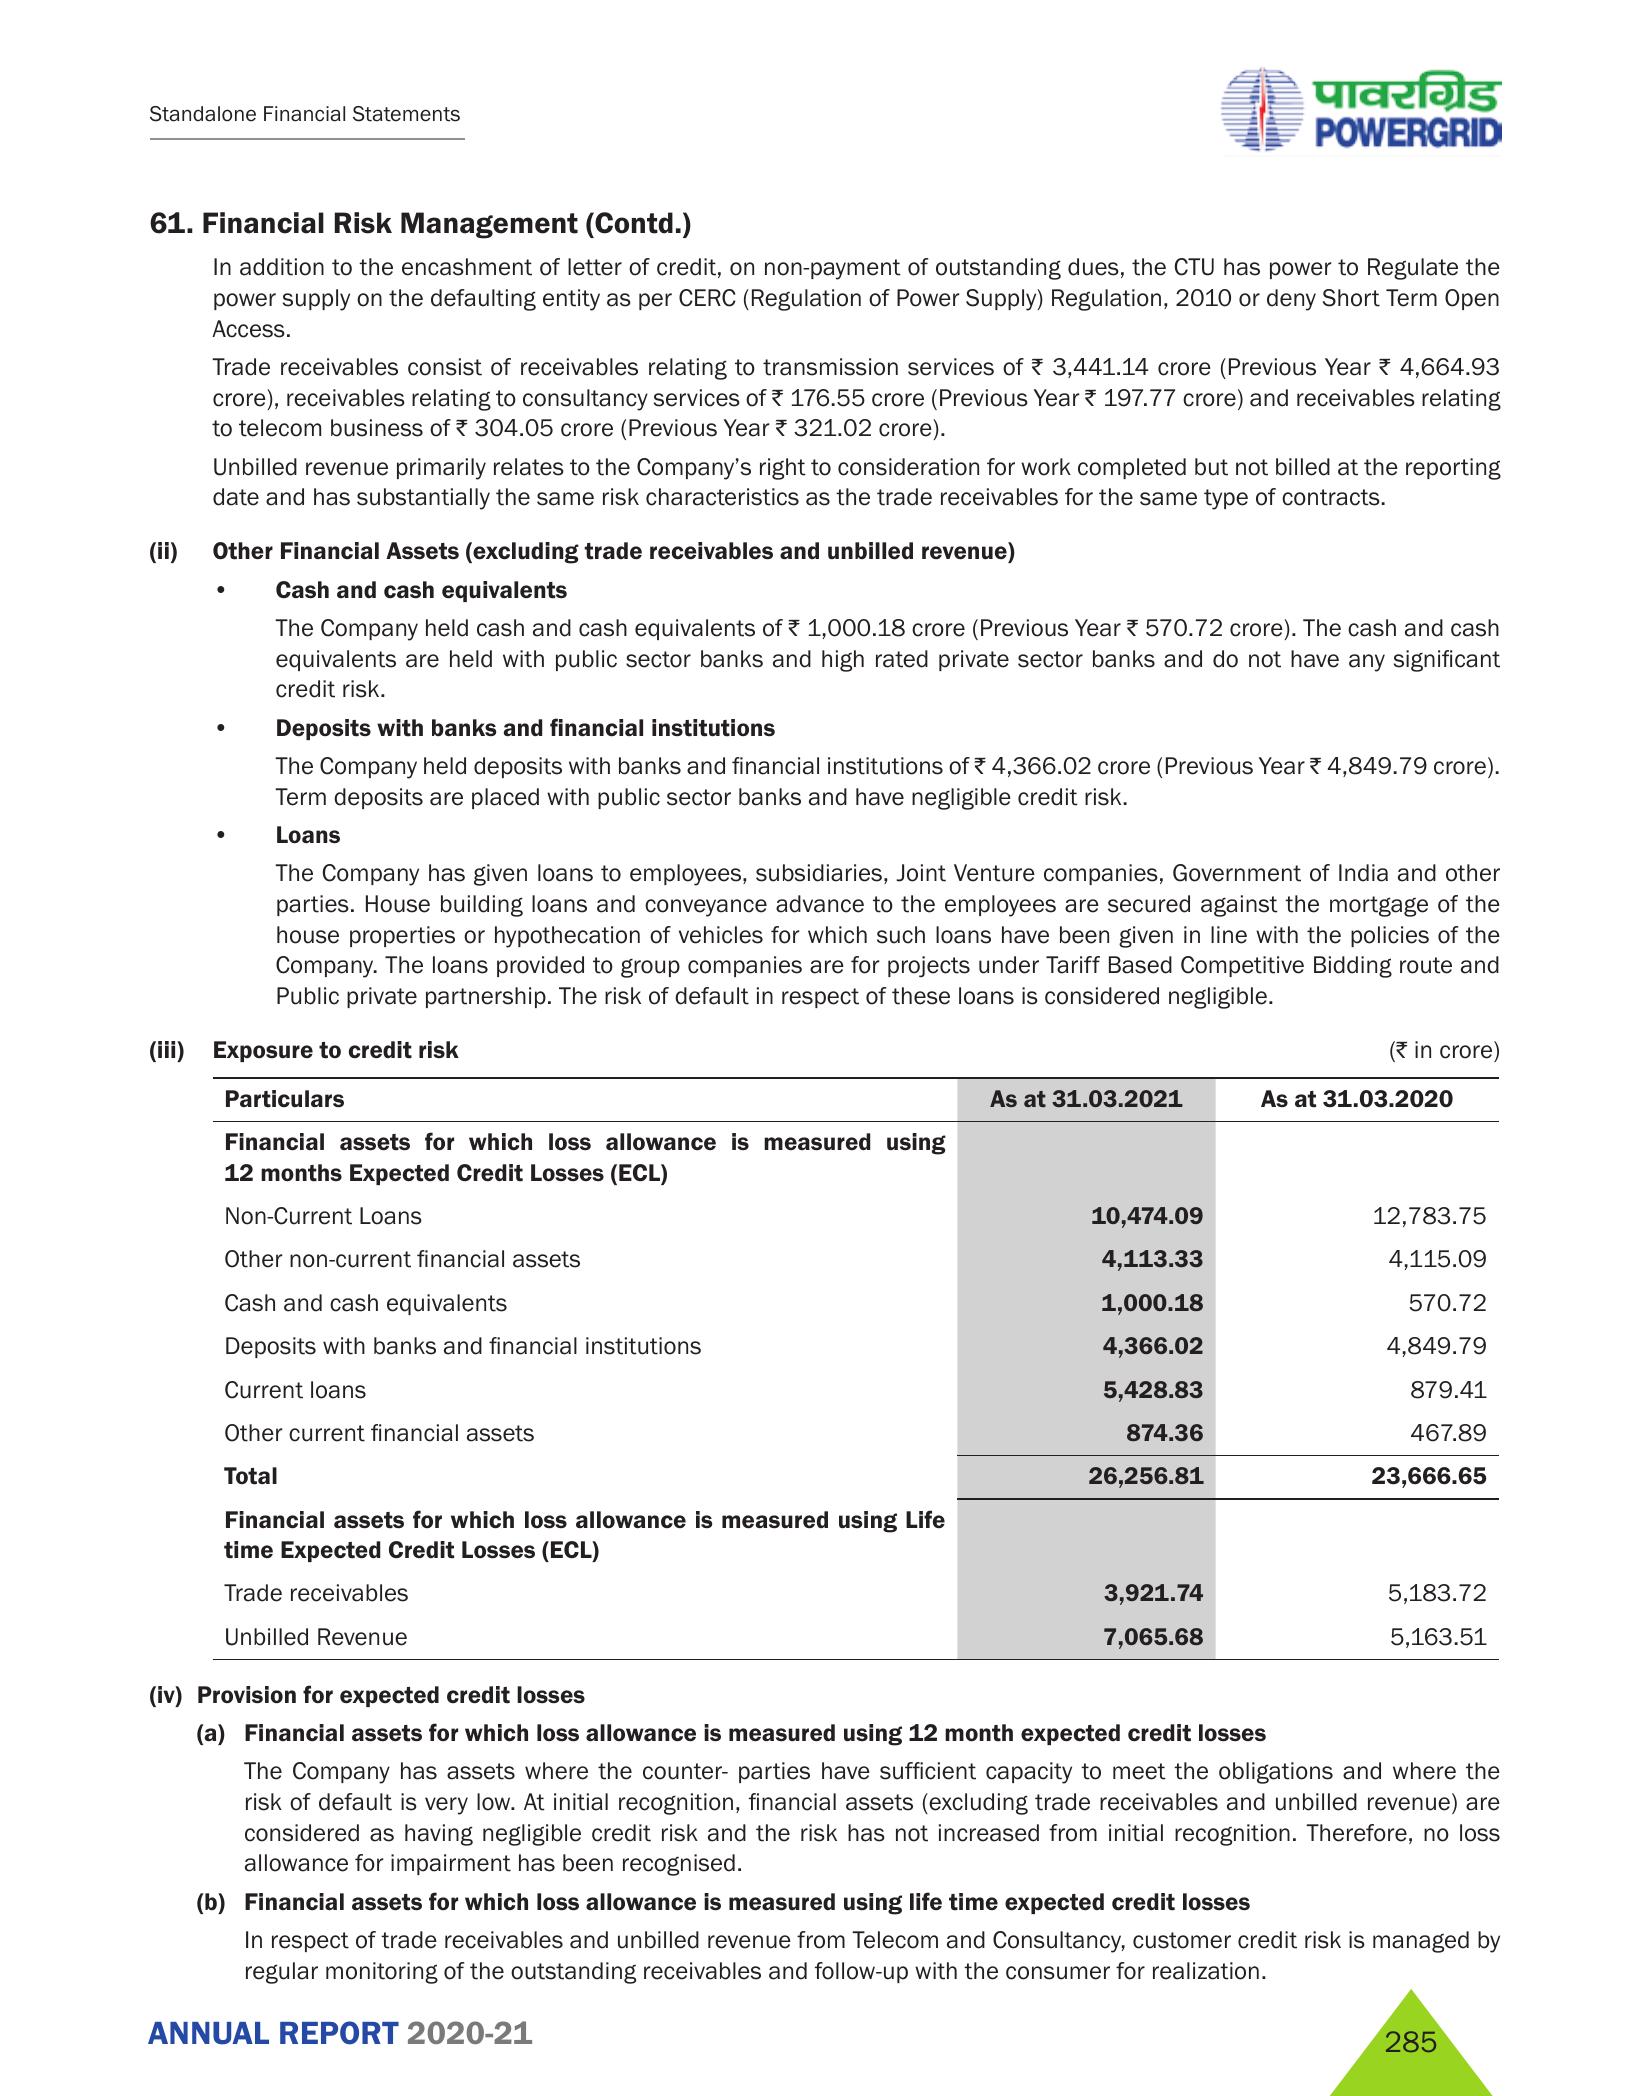 Standalone Financial Statements
पावरग्रिड
POWERGRID
61. Financial Risk Management (Contd.)
In addition to the encashment of letter of credit, on non-payment of outstanding dues, the CTU has power to Regulate the
power supply on the defaulting entity as per CERC (Regulation of Power Supply) Regulation, 2010 or deny Short Term Open
Access.
Trade receivables consist of receivables relating to transmission services of ₹ 3,441.14 crore (Previous Year ₹ 4,664.93
crore), receivables relating to consultancy services of ₹ 176.55 crore (Previous Year ₹ 197.77 crore) and receivables relating
to telecom business of ₹ 304.05 crore (Previous Year ₹ 321.02 crore).
Unbilled revenue primarily relates to the Company’s right to consideration for work completed but not billed at the reporting
date and has substantially the same risk characteristics as the trade receivables for the same type of contracts.
(ii) Other Financial Assets (excluding trade receivables and unbilled revenue)
• Cash and cash equivalents
The Company held cash and cash equivalents of ₹ 1,000.18 crore (Previous Year ₹ 570.72 crore). The cash and cash
equivalents are held with public sector banks and high rated private sector banks and do not have any significant
credit risk.
• Deposits with banks and financial institutions
The Company held deposits with banks and financial institutions of ₹ 4,366.02 crore (Previous Year ₹ 4,849.79 crore).
Term deposits are placed with public sector banks and have negligible credit risk.
• Loans
The Company has given loans to employees, subsidiaries, Joint Venture companies, Government of India and other
parties. House building loans and conveyance advance to the employees are secured against the mortgage of the
house properties or hypothecation of vehicles for which such loans have been given in line with the policies of the
Company. The loans provided to group companies are for projects under Tariff Based Competitive Bidding route and
Public private partnership. The risk of default in respect of these loans is considered negligible.
(iii) Exposure to credit risk (₹ in crore)
Particulars As at 31.03.2021 As at 31.03.2020
Financial assets for which loss allowance is measured using
12 months Expected Credit Losses (ECL)
Non-Current Loans 10,474.09 12,783.75
Other non-current financial assets 4,113.33 4,115.09
Cash and cash equivalents 1,000.18 570.72
Deposits with banks and financial institutions 4,366.02 4,849.79
Current loans 5,428.83 879.41
Other current financial assets 874.36 467.89
Total 26,256.81 23,666.65
Financial assets for which loss allowance is measured using Life
time Expected Credit Losses (ECL)
Trade receivables 3,921.74 5,183.72
Unbilled Revenue 7,065.68 5,163.51
(iv) Provision for expected credit losses
(a) Financial assets for which loss allowance is measured using 12 month expected credit losses
The Company has assets where the counter- parties have sufficient capacity to meet the obligations and where the
risk of default is very low. At initial recognition, financial assets (excluding trade receivables and unbilled revenue) are
considered as having negligible credit risk and the risk has not increased from initial recognition. Therefore, no loss
allowance for impairment has been recognised.
(b) Financial assets for which loss allowance is measured using life time expected credit losses
In respect of trade receivables and unbilled revenue from Telecom and Consultancy, customer credit risk is managed by
regular monitoring of the outstanding receivables and follow-up with the consumer for realization.
ANNUAL REPORT 2020-21
285